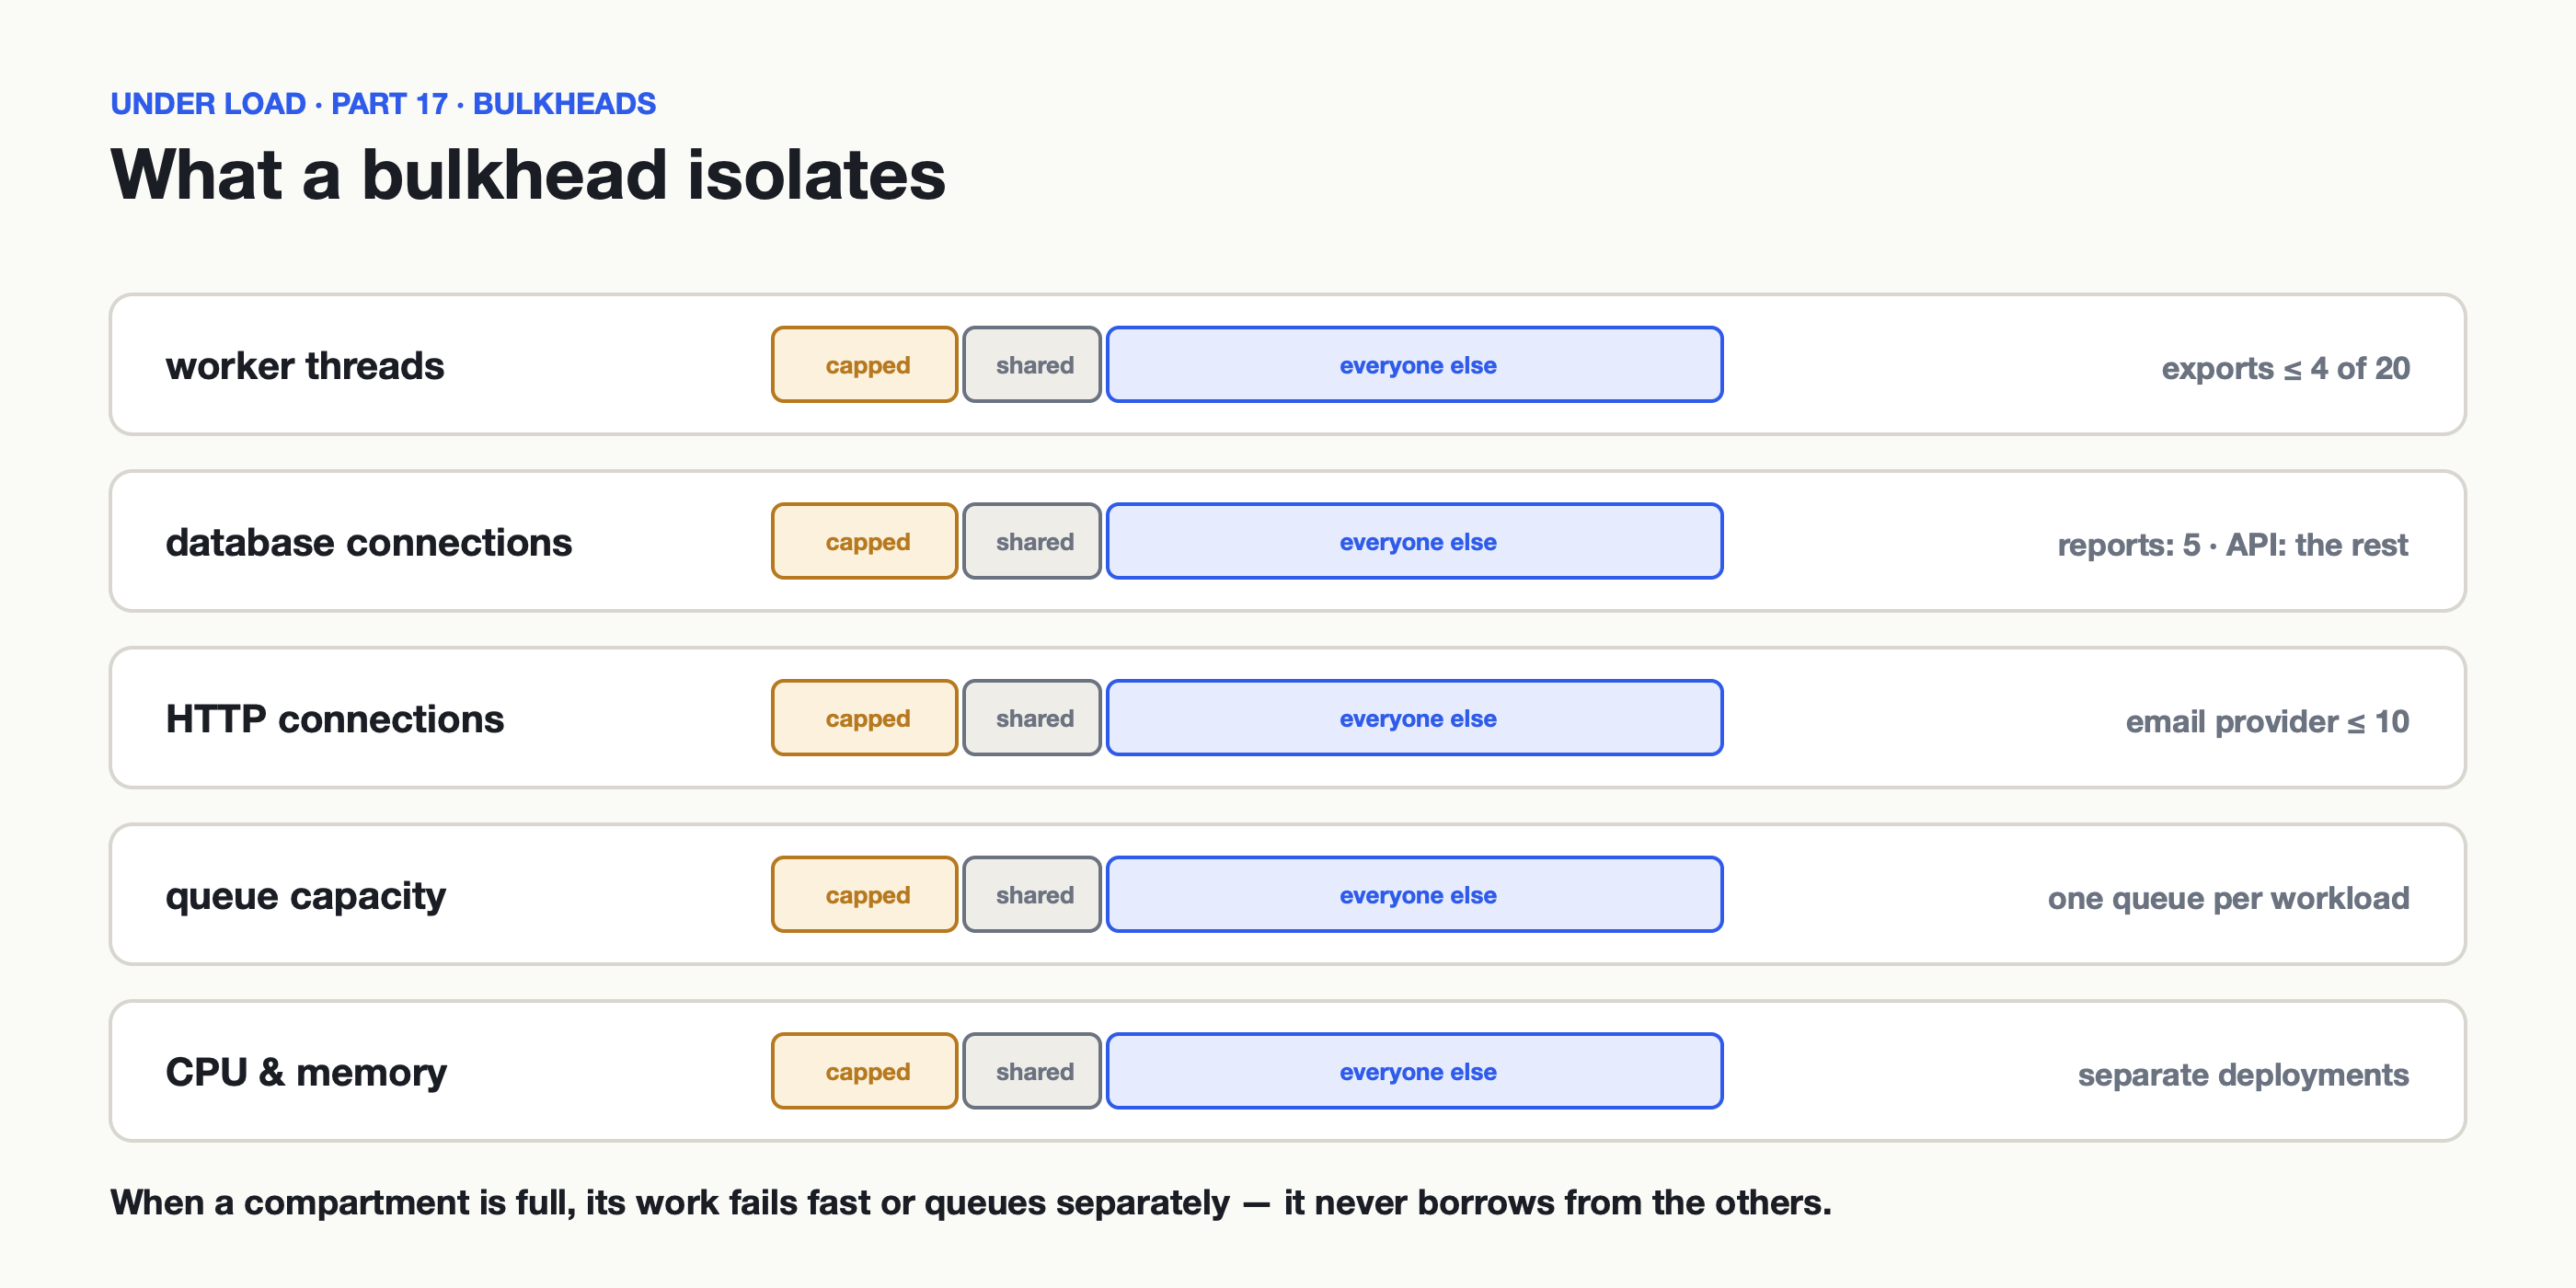 UNDER LOAD · PART 17 · BULKHEADS
What a bulkhead isolates
worker threads capped shared everyone else exports ≤ 4 of 20
database connections capped shared everyone else reports: 5 · API: the rest
HTTP connections capped shared everyone else email provider ≤ 10
queue capacity capped shared everyone else one queue per workload
CPU & memory capped shared everyone else separate deployments
When a compartment is full, its work fails fast or queues separately — it never borrows from the others.